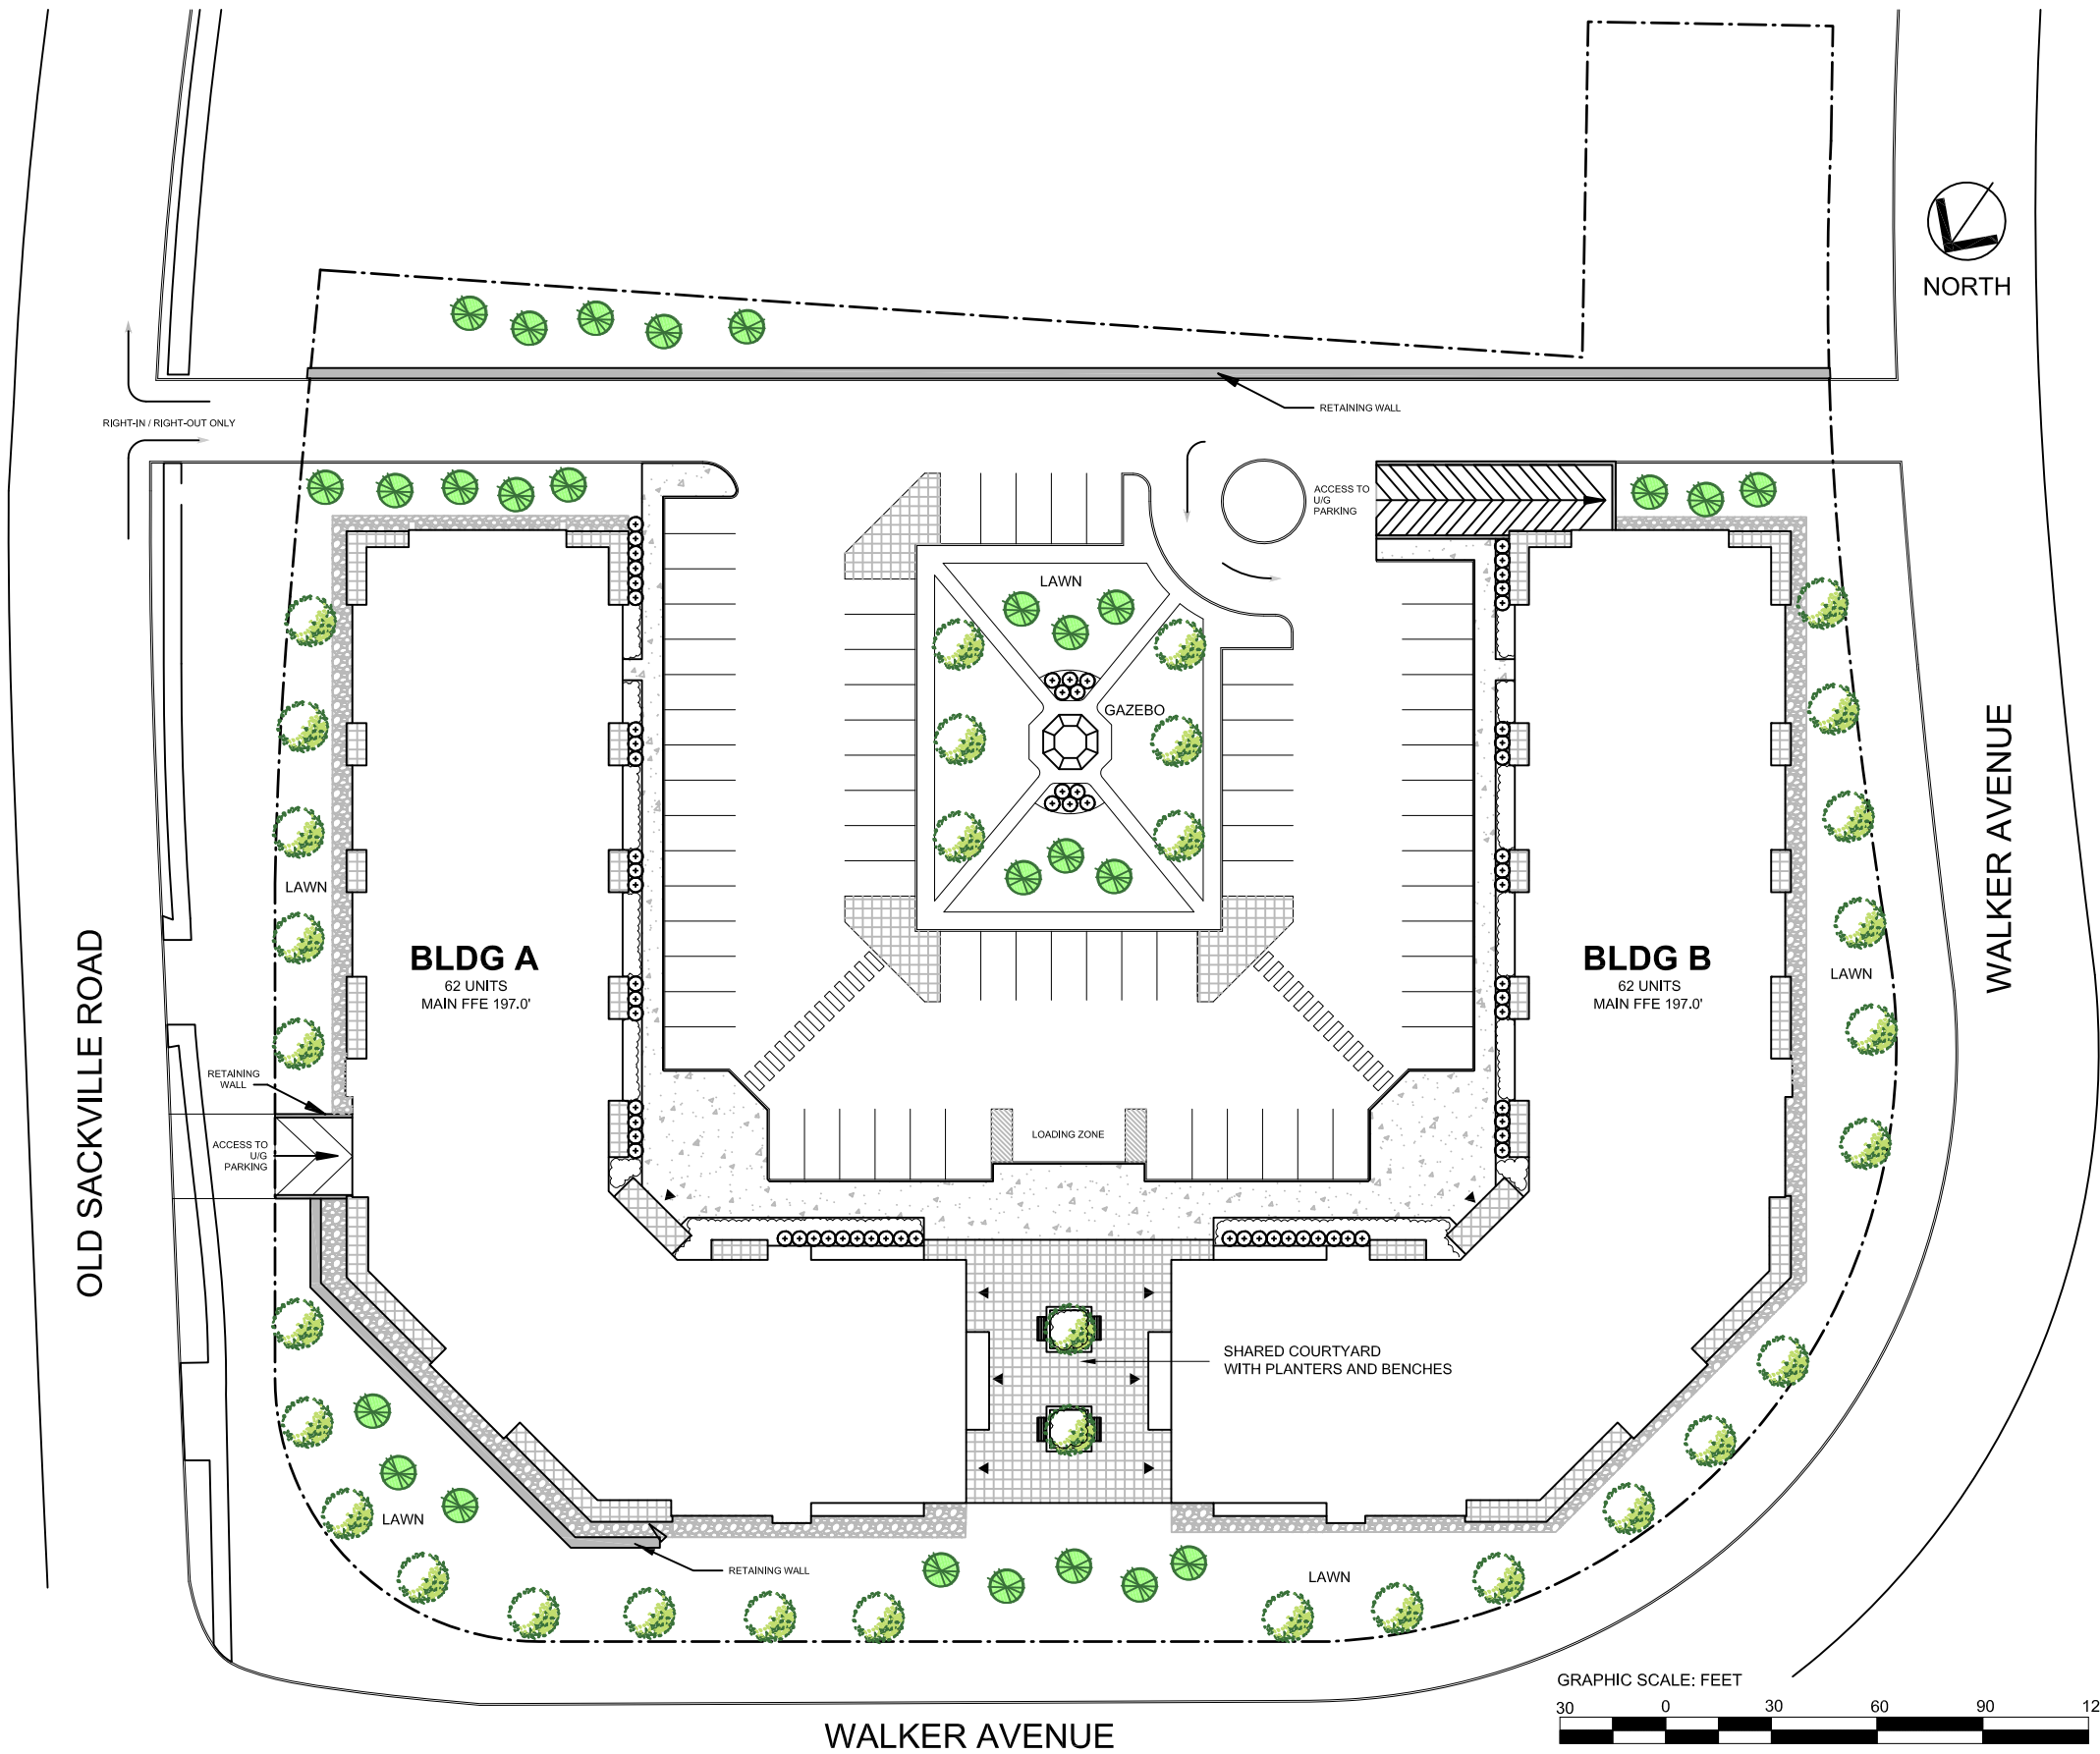 NORTH
RETAINING WALL
RIGHT-IN / RIGHT-OUT ONLY
ACCESS TO
U/G
PARKING
LAWN
GAZEBO
WALKER AVENUE
LAWN
BLDG A
62 UNITS
MAIN FFE 197.0'
BLDG B
62 UNITS
MAIN FFE 197.0'
LAWN
OLD SACKVILLE ROAD
RETAINING
WALL
ACCESS TO
U/G
PARKING
LOADING ZONE
SHARED COURTYARD
WITH PLANTERS AND BENCHES
LAWN
RETAINING WALL
LAWN
GRAPHIC SCALE: FEET
30 0 30 60 90 12
WALKER AVENUE